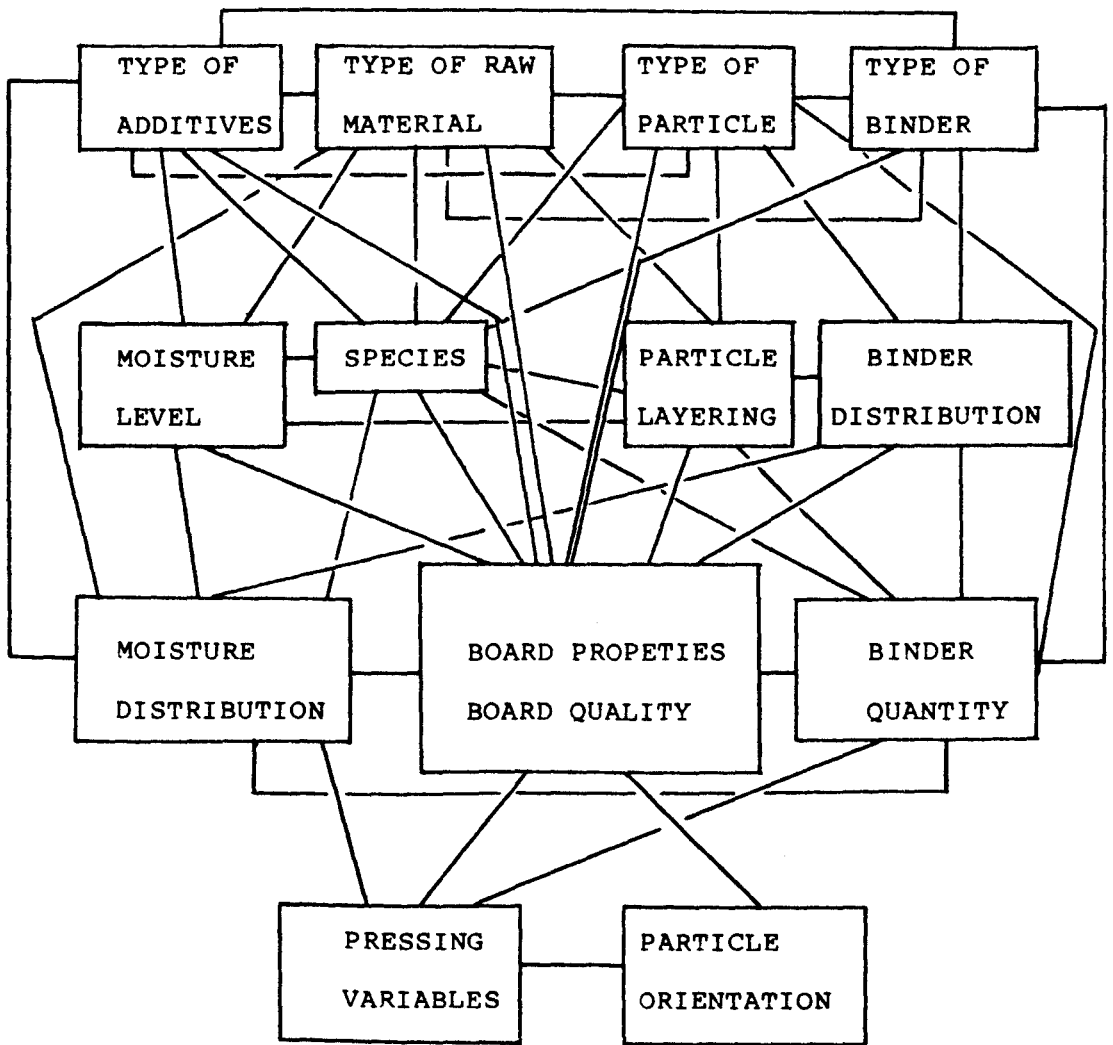 TYPE OF
ADDITIVES
TYPE OF RAW
MATERIAL
TYPE OF
PARTICLE
TYPE OF
BINDER
MOISTURE
LEVEL
SPECIES
PARTICLE
LAYERING
BINDER
DISTRIBUTION
MOISTURE
DISTRIBUTION
BOARD PROPETIES
BOARD QUALITY
BINDER
QUANTITY
PRESSING
VARIABLES
PARTICLE
ORIENTATION